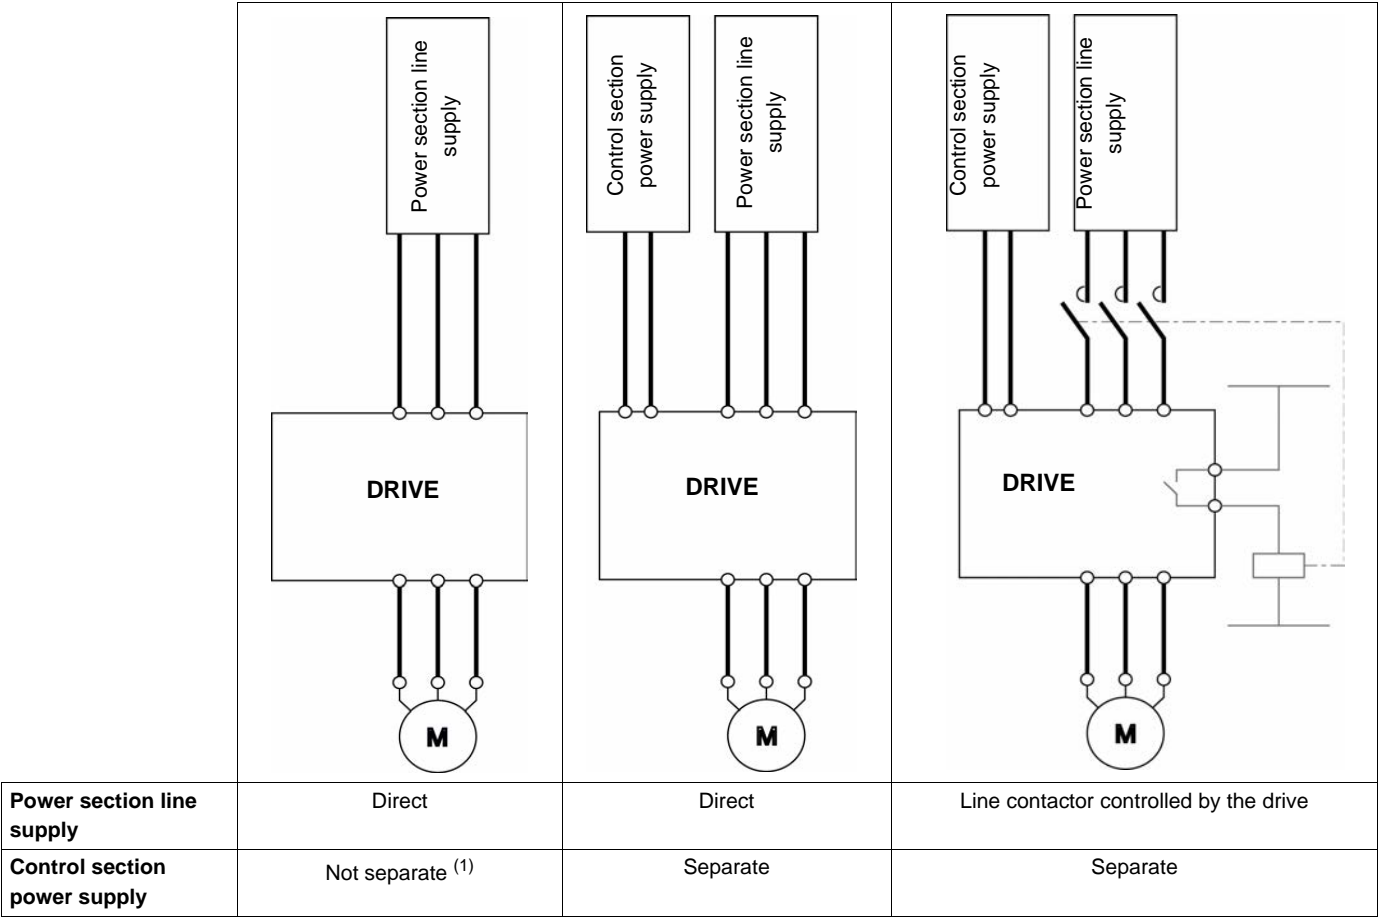 Power section line
supply
Control section
power supply
Power section line
supply
Control section
power supply
Power section line
supply
DRIVE
DRIVE
DRIVE
M
M
M
Power section line
supply
Direct
Direct
Line contactor controlled by the drive
Control section
power supply
Not separate (1)
Separate
Separate